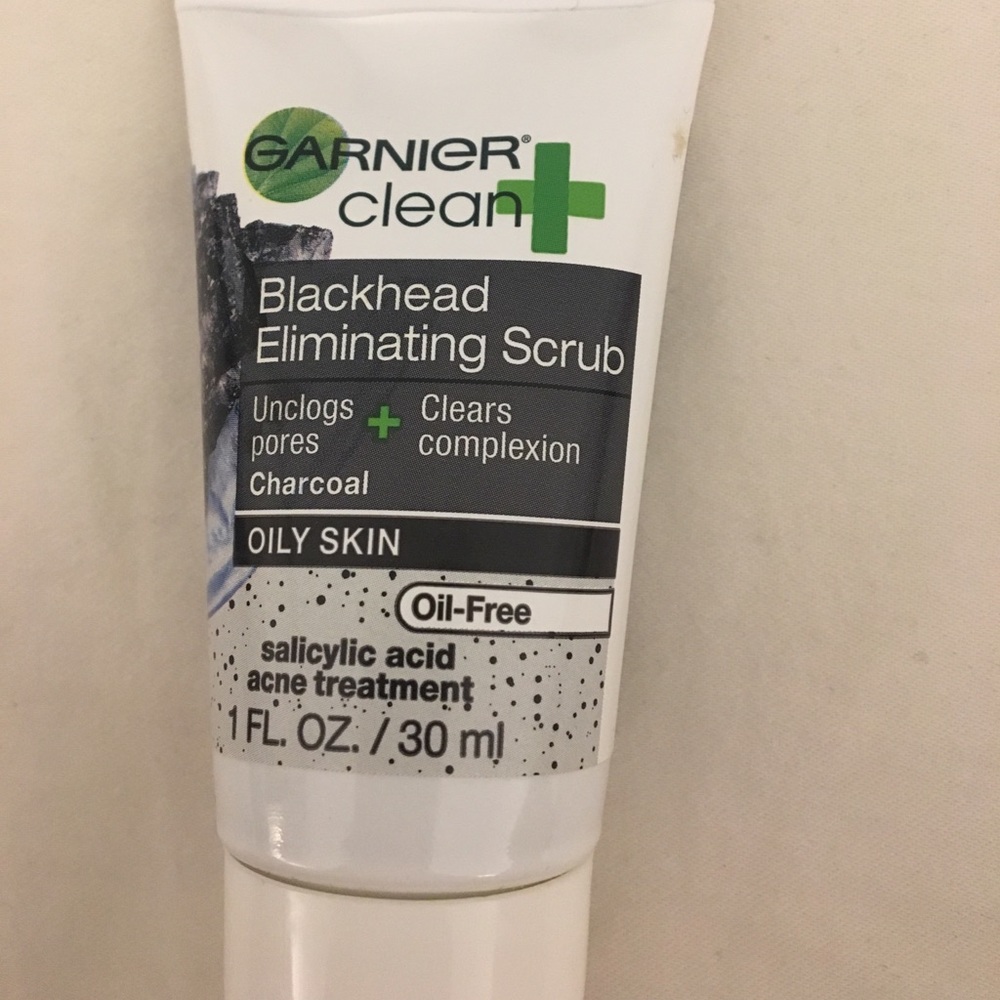 GARNIER®
clean+
Blackhead
Eliminating Scrub
Unclogs pores + Clears complexion
Charcoal
OILY SKIN
Oil-Free
salicylic acid
acne treatment
1 FL. OZ. / 30 ml